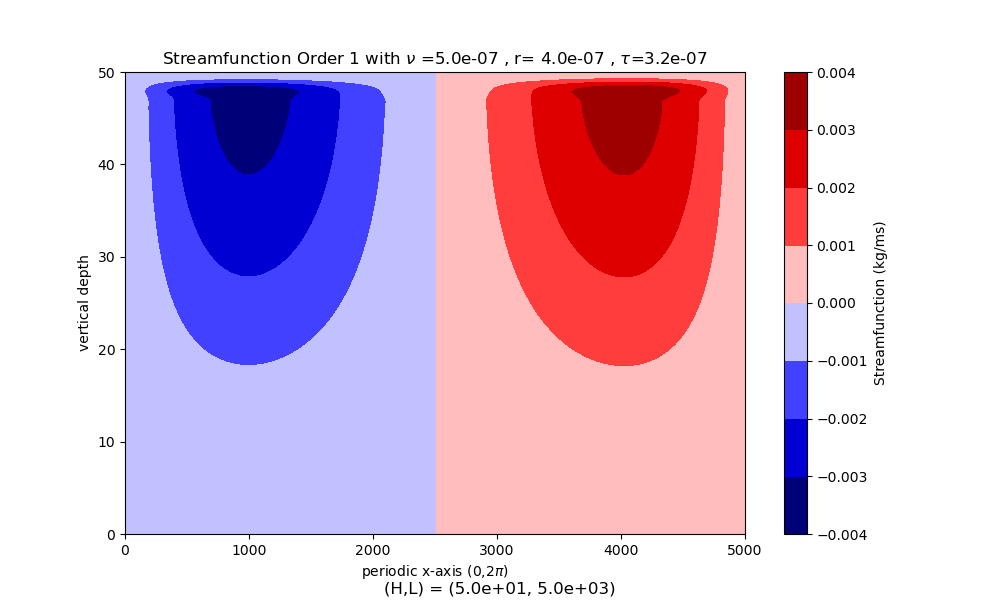 Streamfunction Order 1 with ν =5.0e-07 , r= 4.0e-07 , τ=3.2e-07
50
40
30
20
10
0
vertical depth
0 1000 2000 3000 4000 5000
periodic x-axis (0,2π)
(H,L) = (5.0e+01, 5.0e+03)
0.004
0.003
0.002
0.001
0.000
−0.001
−0.002
−0.003
−0.004
Streamfunction (kg/ms)